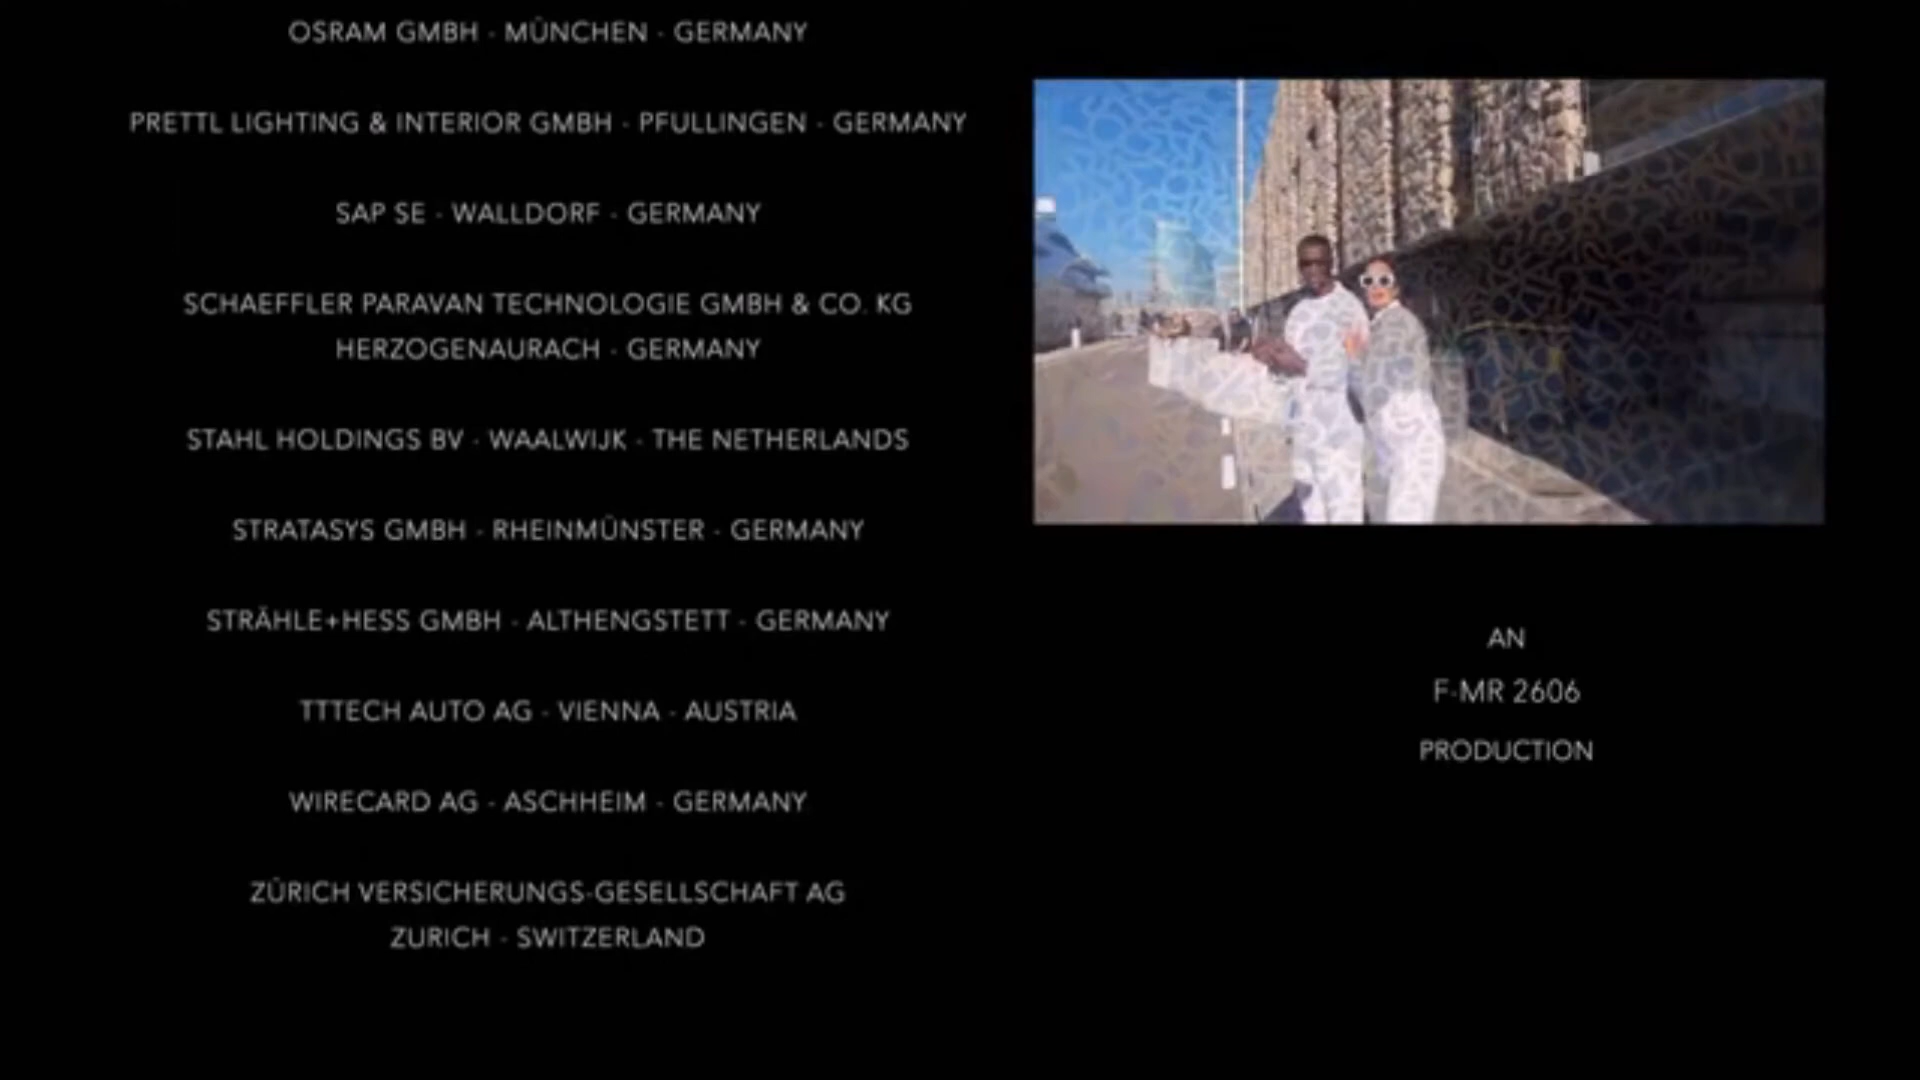 OSRAM GMBH - MÜNCHEN - GERMANY
PRETTL LIGHTING & INTERIOR GMBH - PFULLINGEN - GERMANY
SAP SE - WALLDORF - GERMANY
SCHAEFFLER PARAVAN TECHNOLOGIE GMBH & CO. KG
HERZOGENAURACH - GERMANY
STAHL HOLDINGS BV - WAALWIJK - THE NETHERLANDS
STRATASYS GMBH - RHEINMÜNSTER - GERMANY
STRÄHLE+HESS GMBH - ALTHENGSTETT - GERMANY
TTTECH AUTO AG - VIENNA - AUSTRIA
WIRECARD AG - ASCHHEIM - GERMANY
ZÜRICH VERSICHERUNGS-GESELLSCHAFT AG
ZURICH - SWITZERLAND
AN
F-MR 2606
PRODUCTION